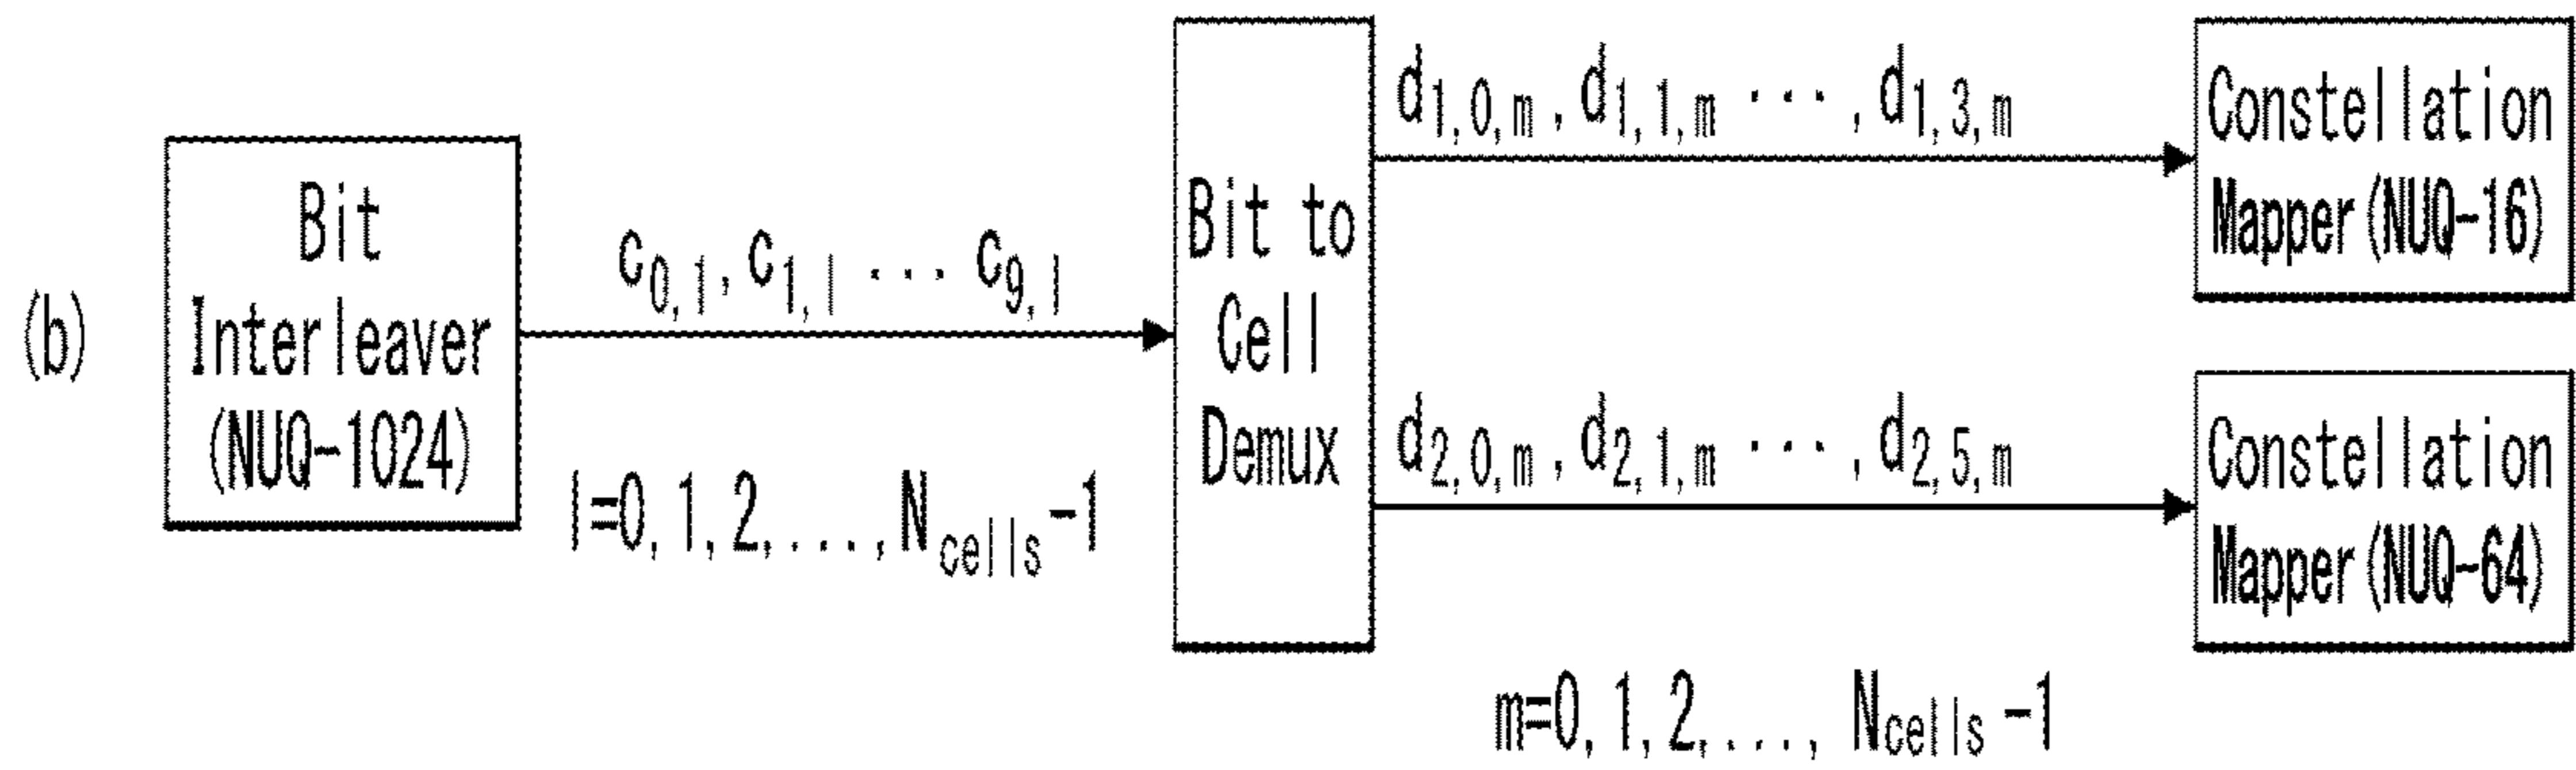 (b)
Bit
Interleaver
(NUQ-1024)
c0,l, c1,l ... c9,l
l=0, 1, 2, ..., Ncells-1
Bit to
Cell
Demux
d1,0,m, d1,1,m ..., d1,3,m
d2,0,m, d2,1,m ..., d2,5,m
m=0, 1, 2, ..., Ncells-1
Constellation
Mapper (NUQ-16)
Constellation
Mapper (NUQ-64)